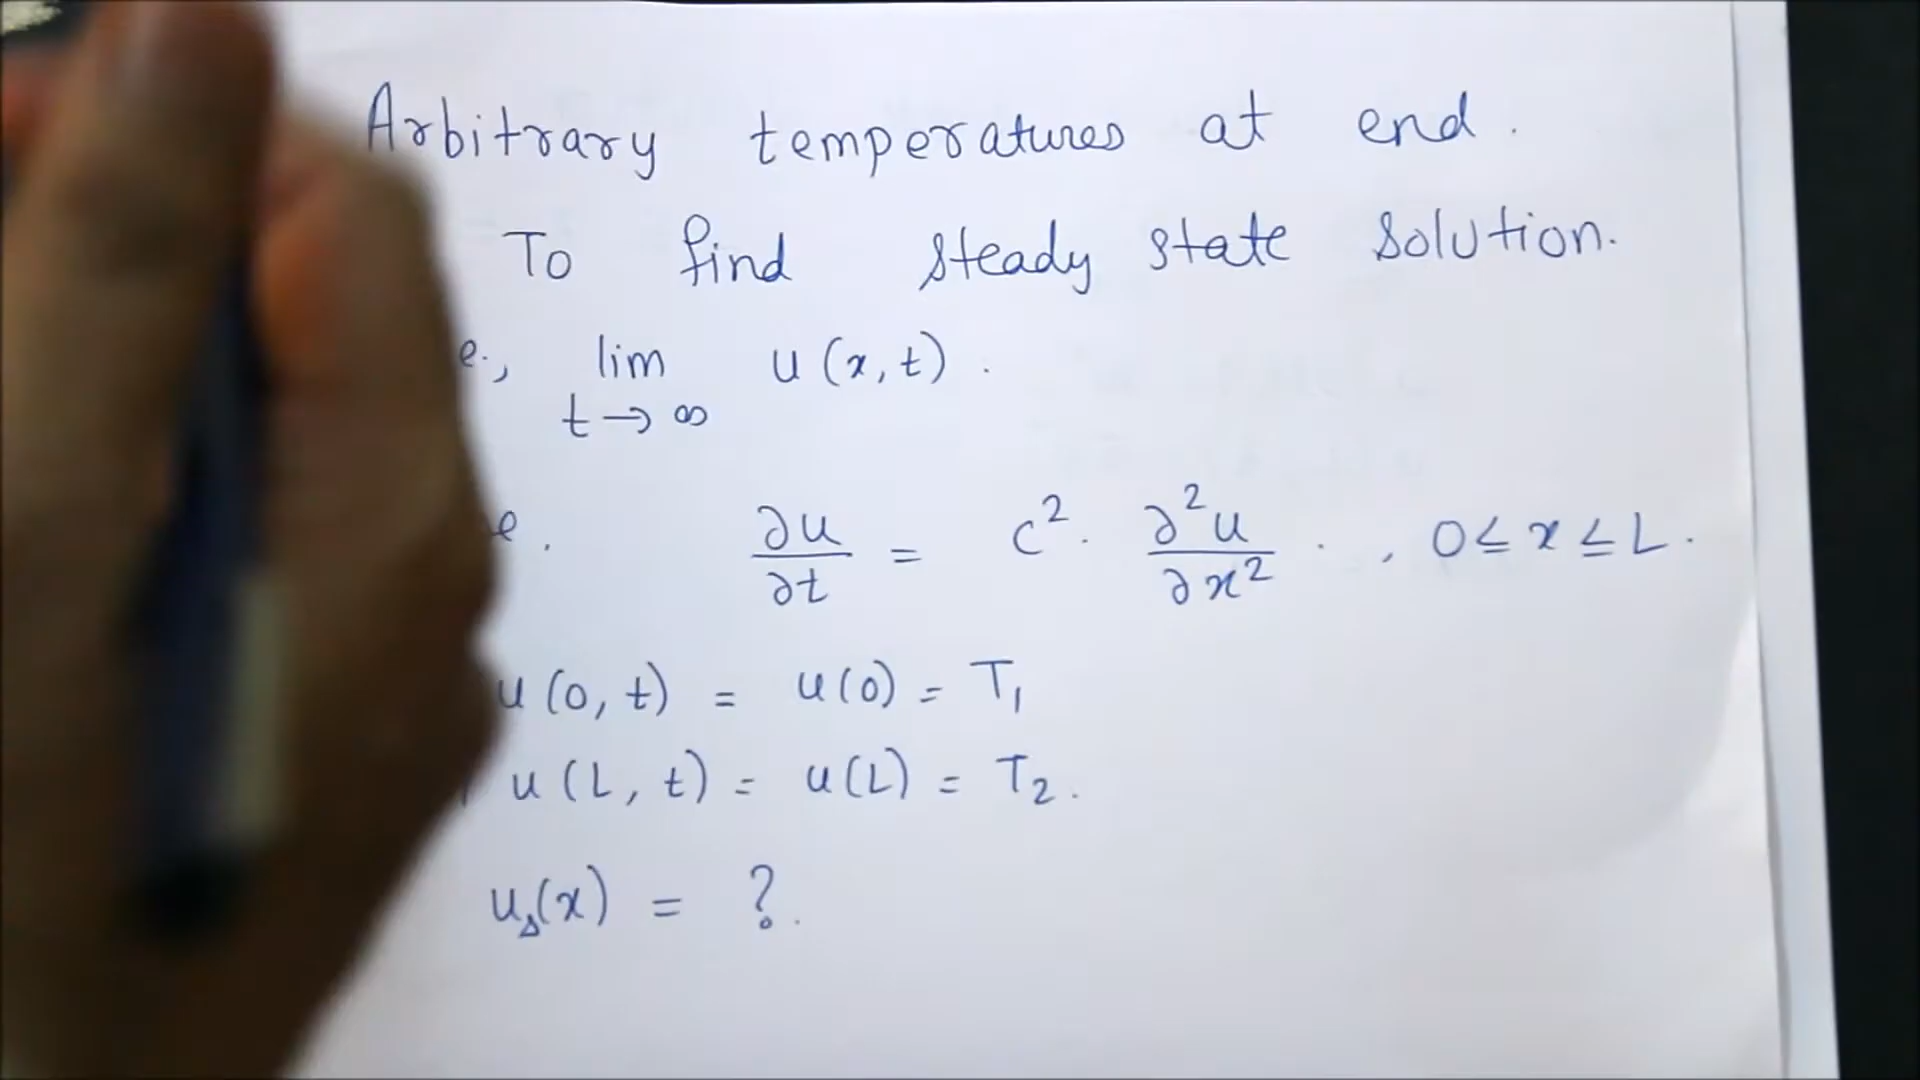 Arbitrary temperatures at end.
To find steady state solution.
e., lim u(x,t).
t→∞
e. ∂u/∂t = c². ∂²u/∂x² ., 0≤x≤L.
u(0,t) = u(0) = T₁
u(L,t) = u(L) = T₂.
uₛ(x) = ?.